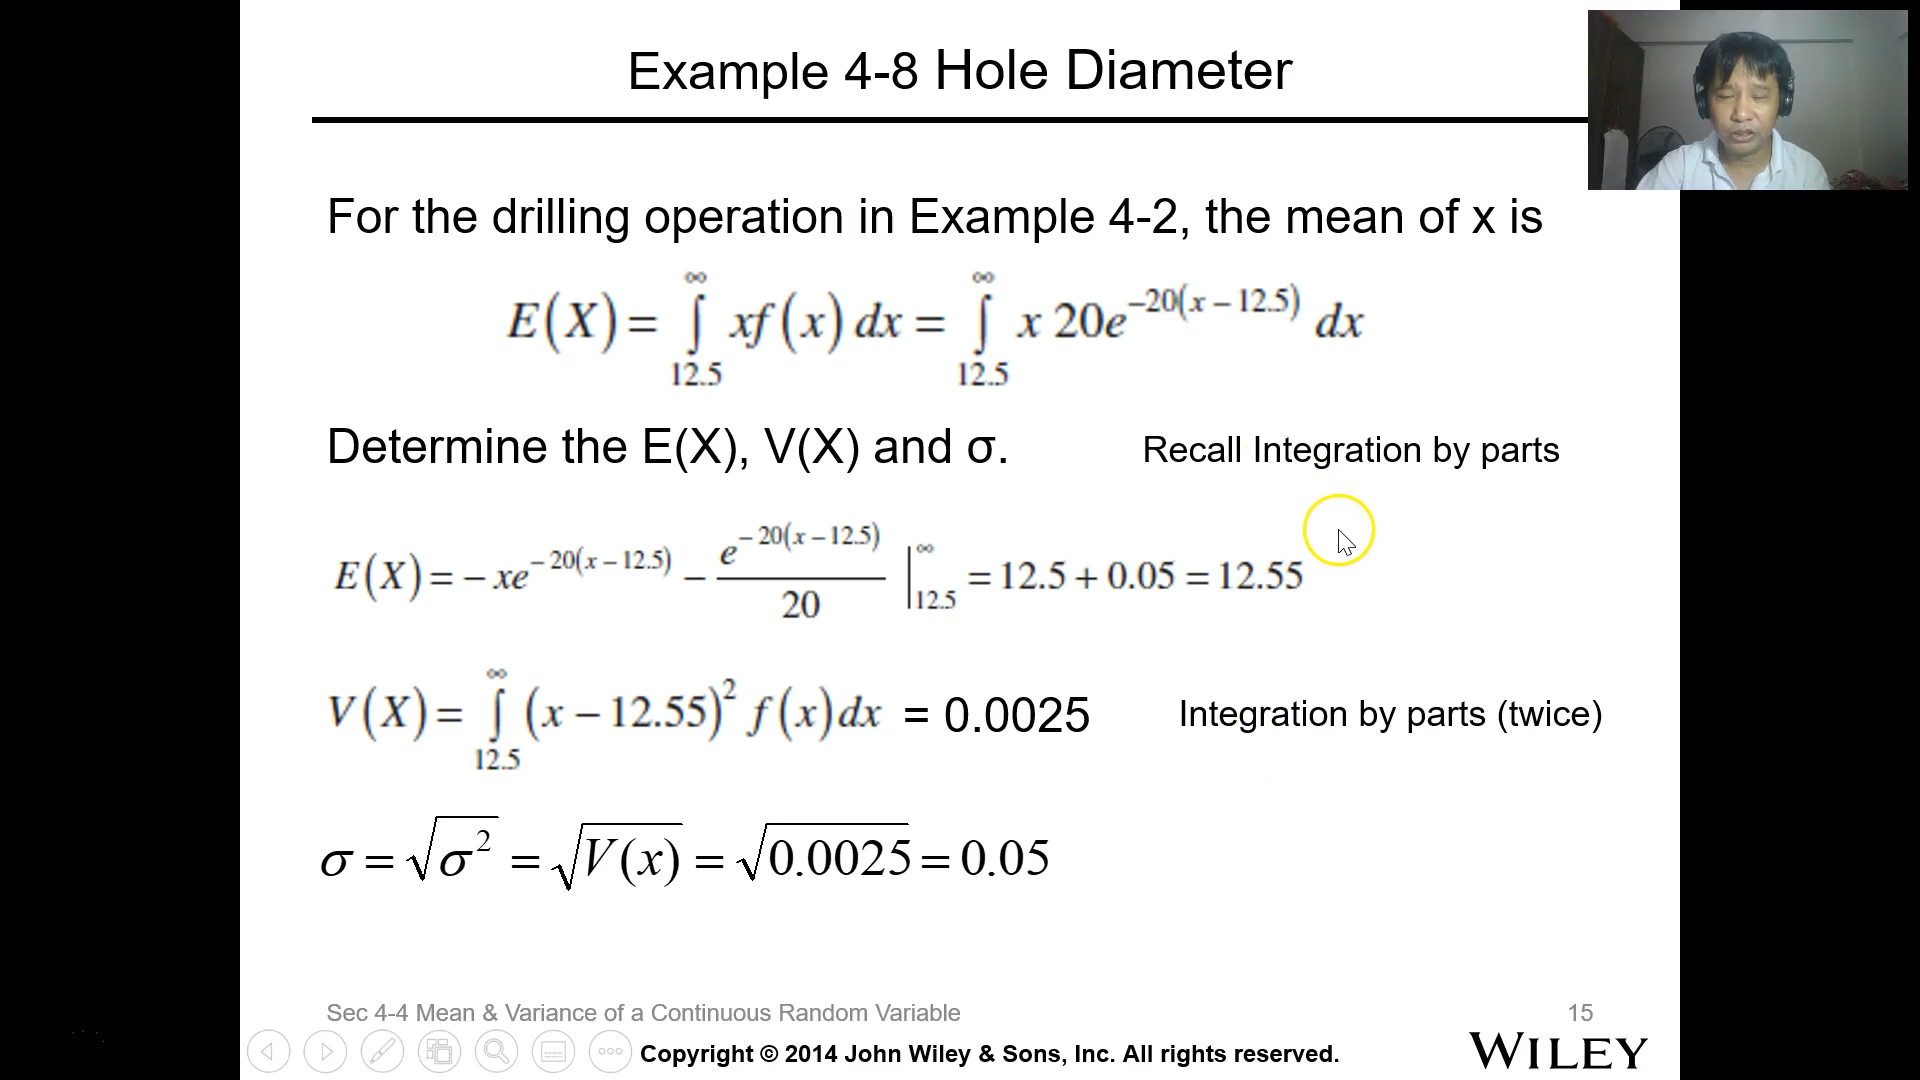 Example 4-8 Hole Diameter
For the drilling operation in Example 4-2, the mean of x is
E(X) = ∫_{12.5}^{∞} xf(x) dx = ∫_{12.5}^{∞} x 20e^{−20(x − 12.5)} dx
Determine the E(X), V(X) and σ. Recall Integration by parts
E(X) = − xe^{− 20(x − 12.5)} − \frac{e^{− 20(x − 12.5)}}{20} |_{12.5}^{∞} = 12.5 + 0.05 = 12.55
V(X) = ∫_{12.5}^{∞} (x − 12.55)^2 f(x)dx = 0.0025 Integration by parts (twice)
σ = √σ^2 = √V(x) = √0.0025 = 0.05
Sec 4-4 Mean & Variance of a Continuous Random Variable 15
Copyright © 2014 John Wiley & Sons, Inc. All rights reserved.
WILEY